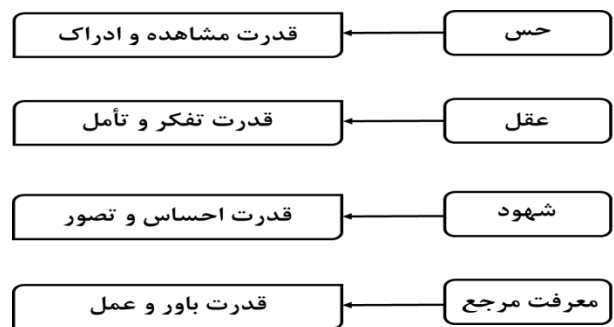 حس
قدرت مشاهده و ادراک
عقل
قدرت تفکر و تأمل
شهود
قدرت احساس و تصور
معرفت مرجع
قدرت باور و عمل